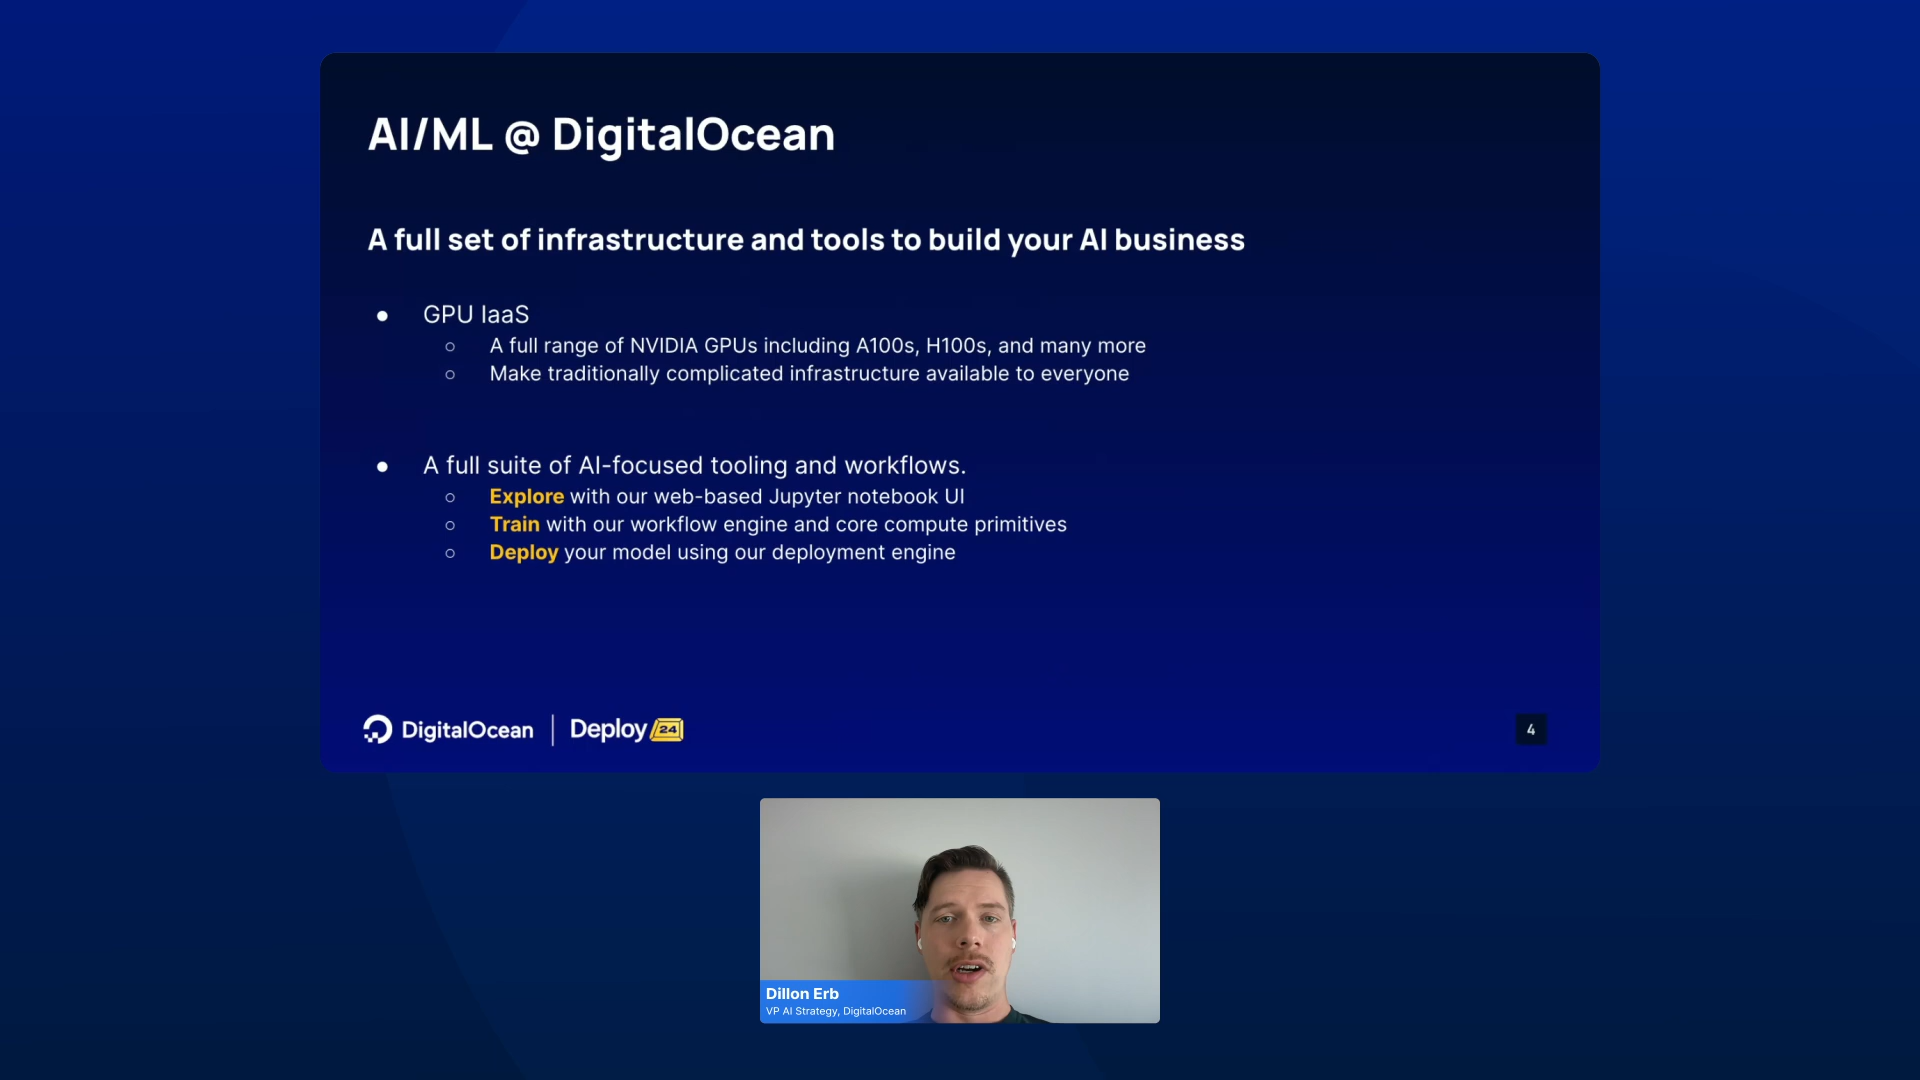 AI/ML @ DigitalOcean
A full set of infrastructure and tools to build your AI business
● GPU IaaS
○ A full range of NVIDIA GPUs including A100s, H100s, and many more
○ Make traditionally complicated infrastructure available to everyone
● A full suite of AI-focused tooling and workflows.
○ Explore with our web-based Jupyter notebook UI
○ Train with our workflow engine and core compute primitives
○ Deploy your model using our deployment engine
DigitalOcean | Deploy 24
4
Dillon Erb
VP AI Strategy, DigitalOcean